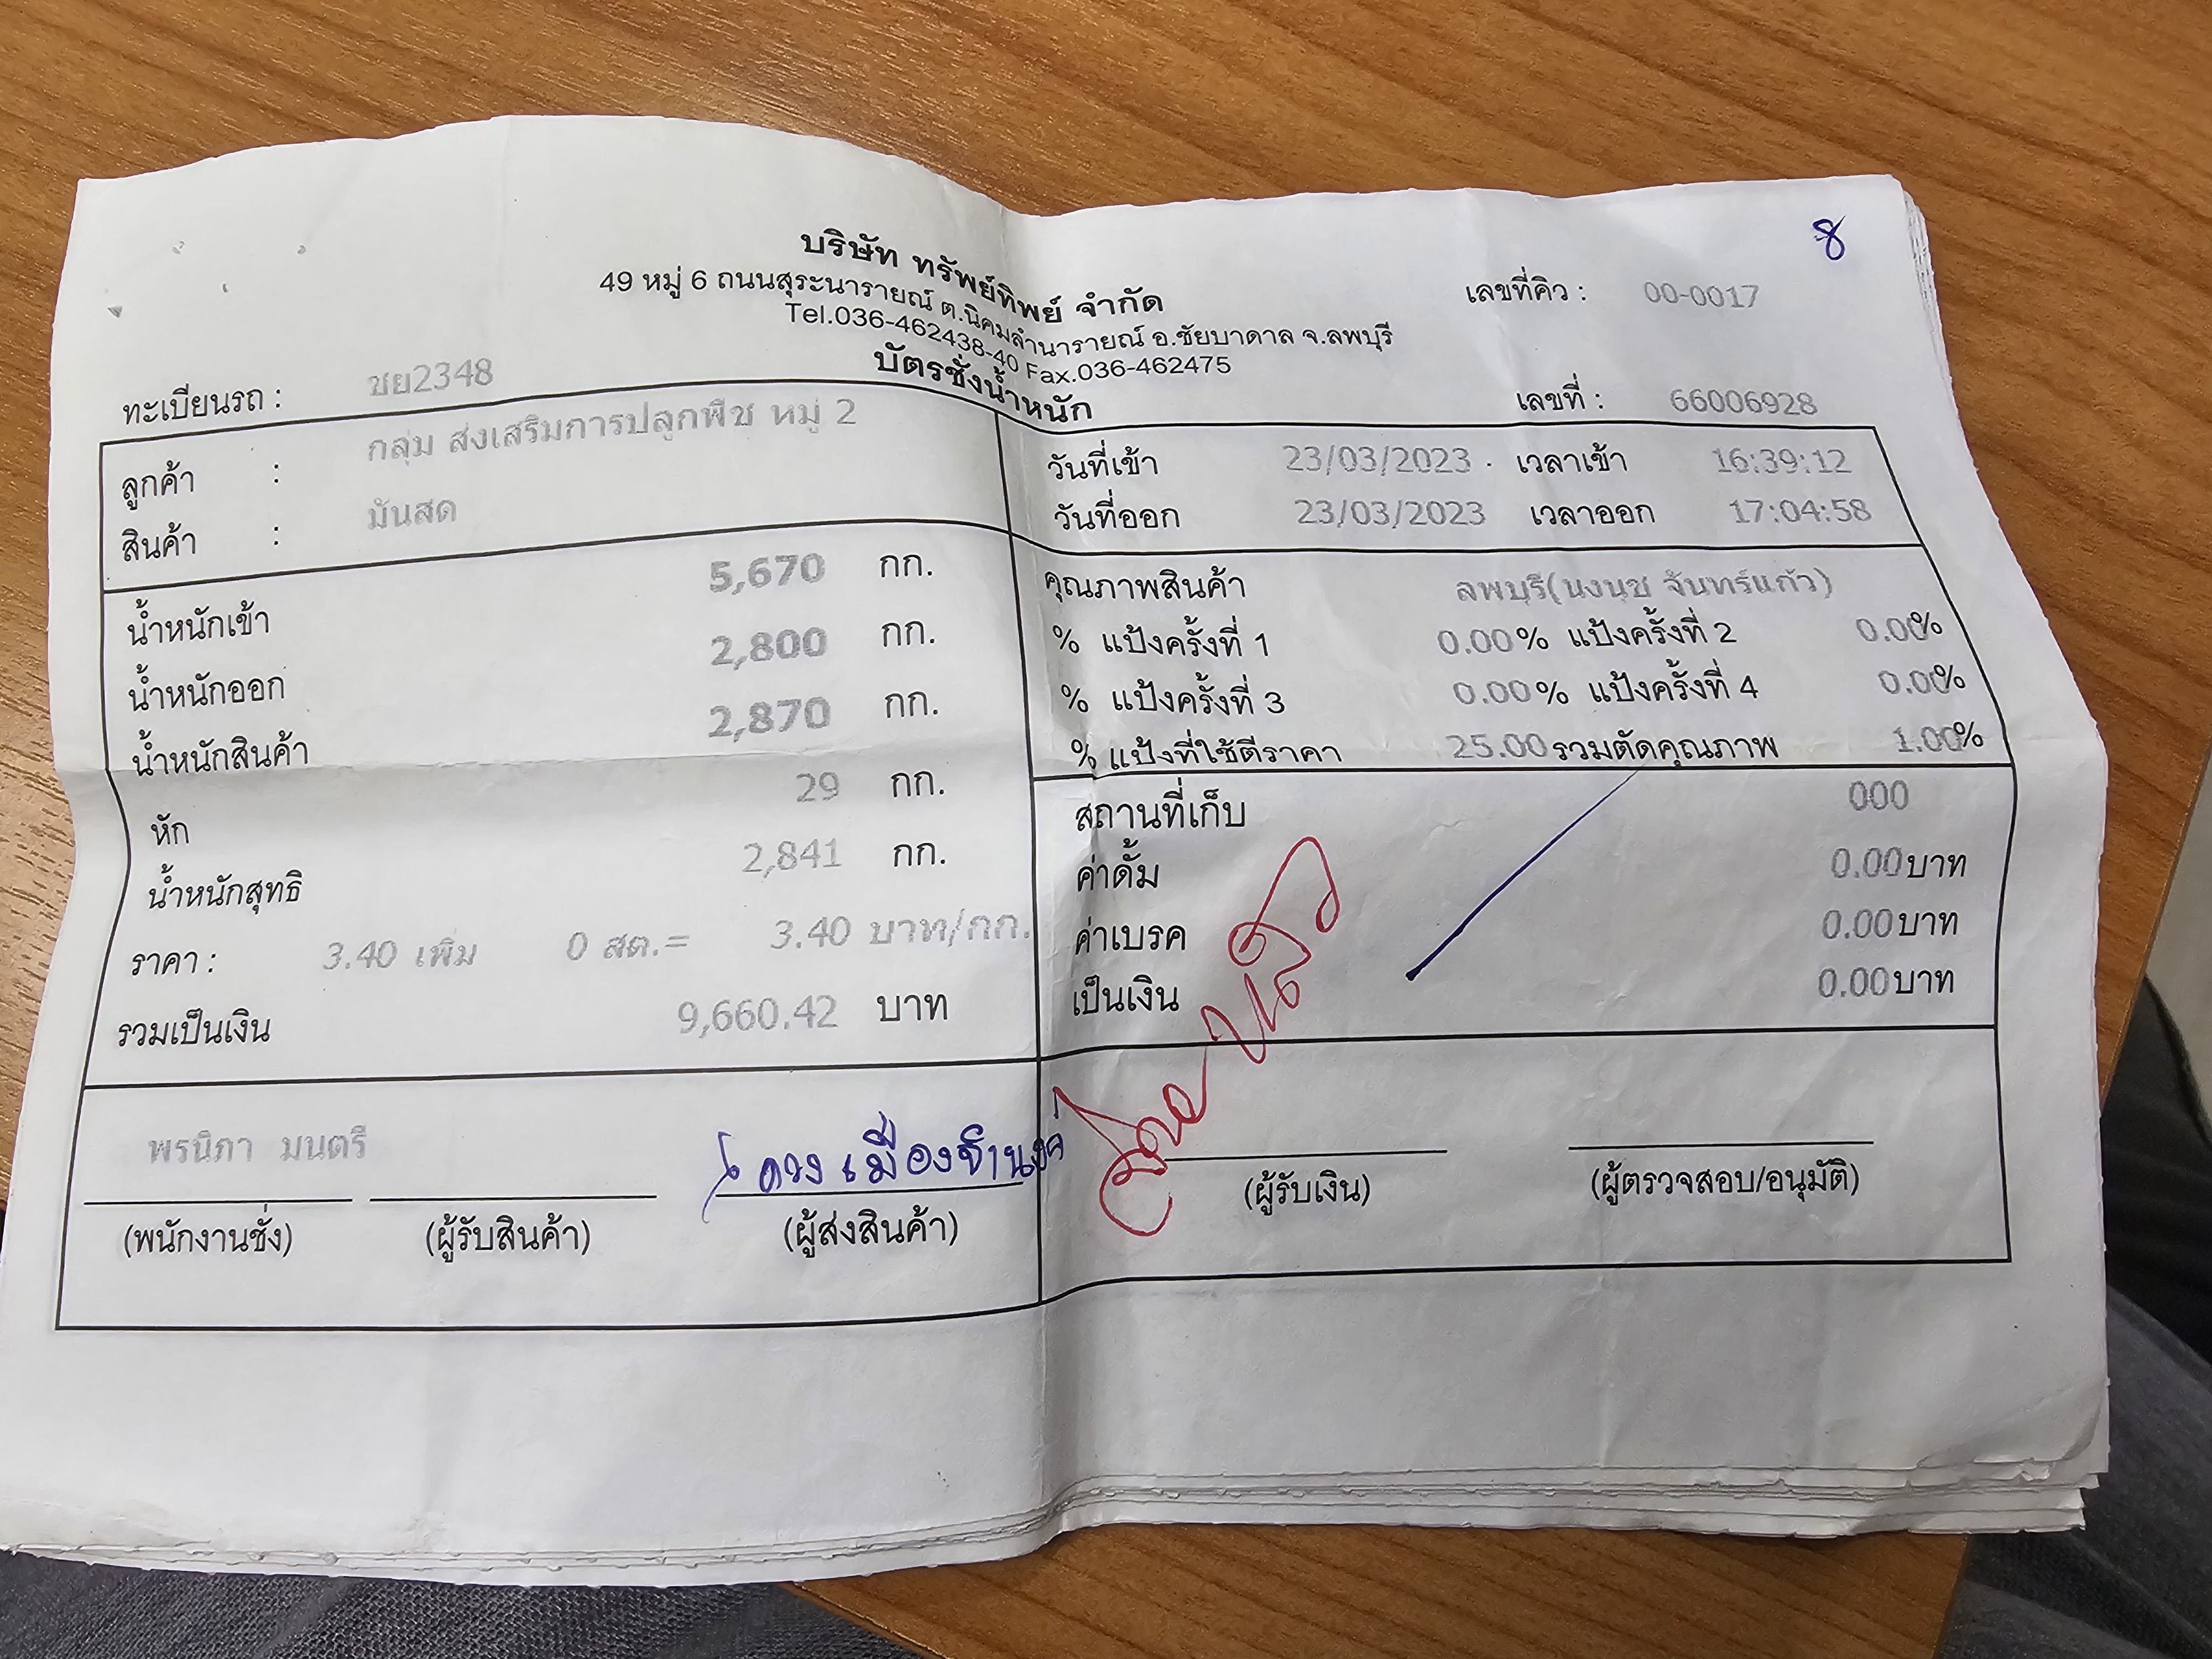 8
บริษัท ทรัพย์ทิพย์ จำกัด
49 หมู่ 6 ถนนสุระนารายณ์ ต.นิคมลำนารายณ์ อ.ชัยบาดาล จ.ลพบุรี
Tel.036-462438-40 Fax.036-462475
บัตรชั่งน้ำหนัก
เลขที่คิว : 00-0017
ทะเบียนรถ : ชย2348
เลขที่ : 66006928
ลูกค้า : กลุ่ม ส่งเสริมการปลูกพืช หมู่ 2
สินค้า : มันสด
วันที่เข้า 23/03/2023 เวลาเข้า 16:39:12
วันที่ออก 23/03/2023 เวลาออก 17:04:58
น้ำหนักเข้า 5,670 กก.
น้ำหนักออก 2,800 กก.
น้ำหนักสินค้า 2,870 กก.
หัก 29 กก.
น้ำหนักสุทธิ 2,841 กก.
ราคา : 3.40 เพิ่ม 0 สต.= 3.40 บาท/กก.
รวมเป็นเงิน 9,660.42 บาท
คุณภาพสินค้า ลพบุรี(นงนุช จันทร์แก้ว)
% แป้งครั้งที่ 1 0.00% แป้งครั้งที่ 2 0.00%
% แป้งครั้งที่ 3 0.00% แป้งครั้งที่ 4 0.00%
% แป้งที่ใช้ตีราคา 25.00 รวมตัดคุณภาพ 1.00%
สถานที่เก็บ 000
ค่าดั้ม 0.00 บาท
ค่าเบรค 0.00 บาท
เป็นเงิน 0.00 บาท
จ่ายแล้ว
พรนิภา มนตรี
ดวง
(พนักงานชั่ง) (ผู้รับสินค้า) (ผู้ส่งสินค้า) (ผู้รับเงิน) (ผู้ตรวจสอบ/อนุมัติ)